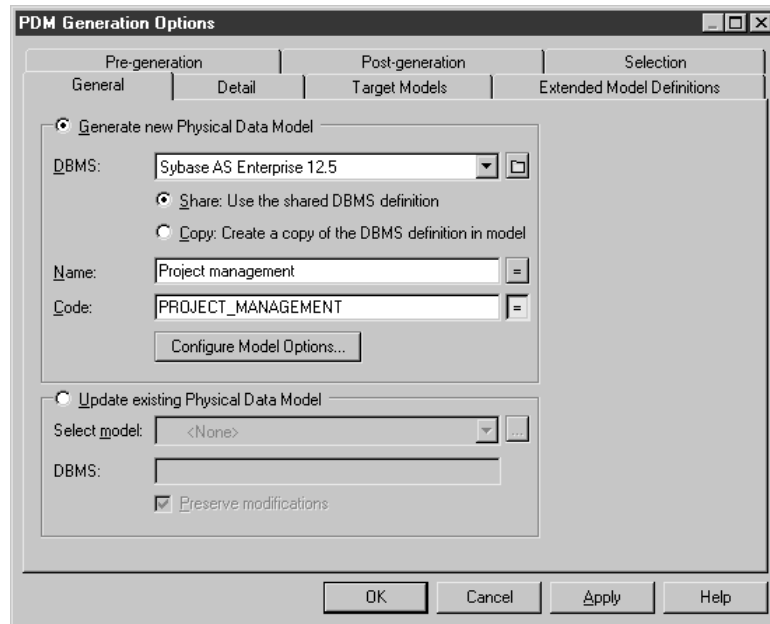 PDM Generation Options
Pre-generation Post-generation Selection
General Detail Target Models Extended Model Definitions
Generate new Physical Data Model
DBMS: Sybase AS Enterprise 12.5
Share: Use the shared DBMS definition
Copy: Create a copy of the DBMS definition in model
Name: Project management =
Code: PROJECT_MANAGEMENT =
Configure Model Options...
Update existing Physical Data Model
Select model: <None> ...
DBMS:
Preserve modifications
OK Cancel Apply Help